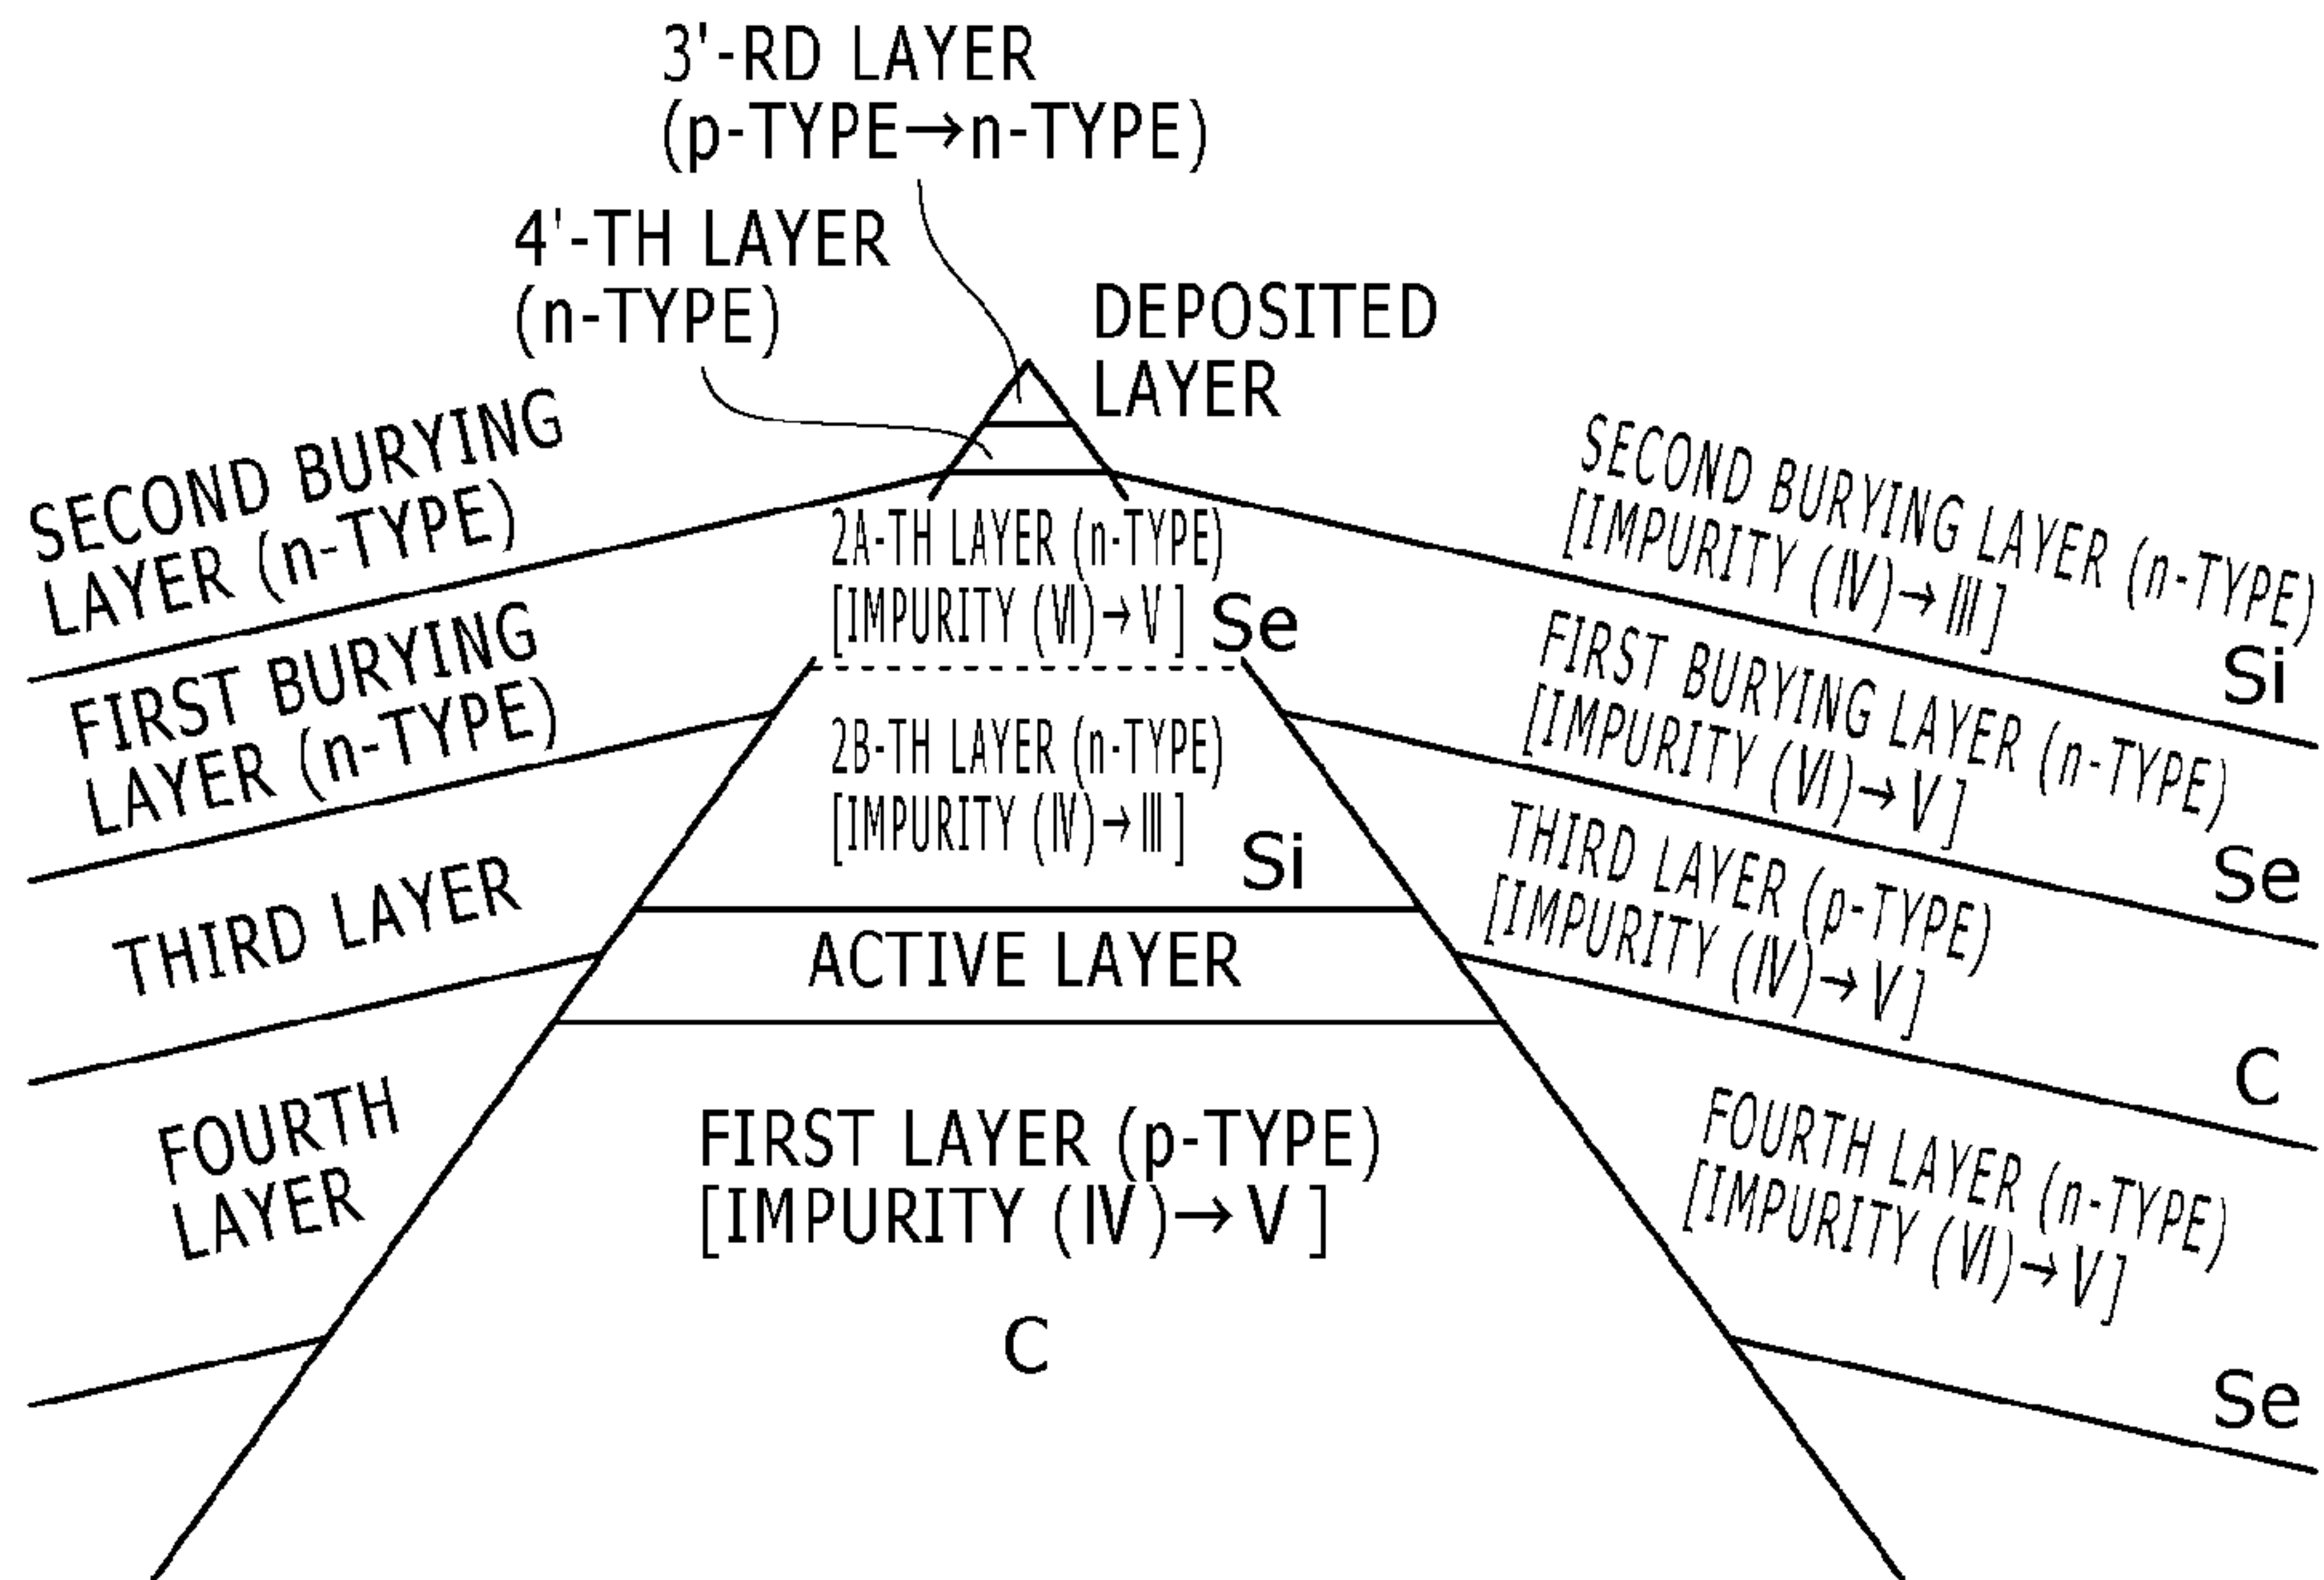 3'-RD LAYER
(p-TYPE→n-TYPE)
4'-TH LAYER
(n-TYPE)
DEPOSITED
LAYER
SECOND BURYING
LAYER (n-TYPE)
FIRST BURYING
LAYER (n-TYPE)
THIRD LAYER
FOURTH
LAYER
2A-TH LAYER (n-TYPE)
[IMPURITY (Ⅵ)→Ⅴ]
Se
2B-TH LAYER (n-TYPE)
[IMPURITY (Ⅳ)→Ⅲ]
Si
ACTIVE LAYER
FIRST LAYER (p-TYPE)
[IMPURITY (Ⅳ)→Ⅴ]
C
SECOND BURYING LAYER (n-TYPE)
[IMPURITY (Ⅳ)→Ⅲ]
Si
FIRST BURYING LAYER (n-TYPE)
[IMPURITY (Ⅵ)→Ⅴ]
Se
THIRD LAYER (p-TYPE)
[IMPURITY (Ⅳ)→Ⅴ]
C
FOURTH LAYER (n-TYPE)
[IMPURITY (Ⅵ)→Ⅴ]
Se